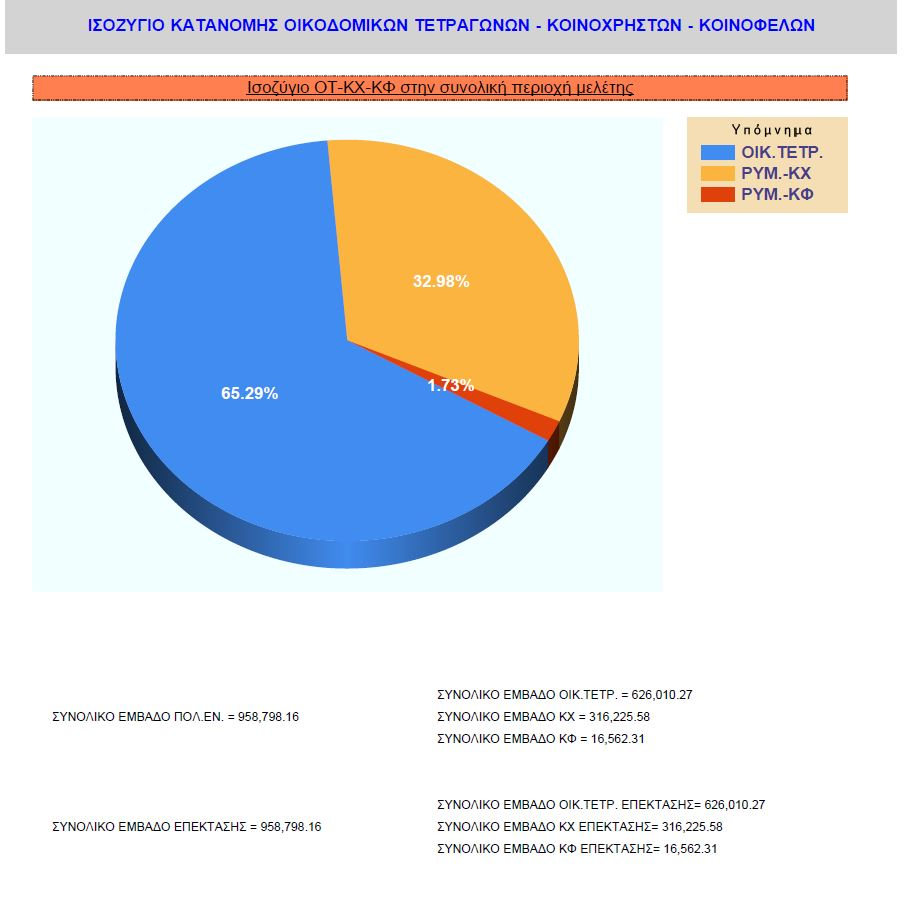 ΙΣΟΖΥΓΙΟ ΚΑΤΑΝΟΜΗΣ ΟΙΚΟΔΟΜΙΚΩΝ ΤΕΤΡΑΓΩΝΩΝ - ΚΟΙΝΟΧΡΗΣΤΩΝ - ΚΟΙΝΟΦΕΛΩΝ
Ισοζύγιο ΟΤ-ΚΧ-ΚΦ στην συνολική περιοχή μελέτης
Υπόμνημα
ΟΙΚ.ΤΕΤΡ.
ΡΥΜ.-ΚΧ
ΡΥΜ.-ΚΦ
32.98%
1.73%
65.29%
ΣΥΝΟΛΙΚΟ ΕΜΒΑΔΟ ΟΙΚ.ΤΕΤΡ. = 626,010.27
ΣΥΝΟΛΙΚΟ ΕΜΒΑΔΟ ΠΟΛ.ΕΝ. = 958,798.16
ΣΥΝΟΛΙΚΟ ΕΜΒΑΔΟ ΚΧ = 316,225.58
ΣΥΝΟΛΙΚΟ ΕΜΒΑΔΟ ΚΦ = 16,562.31
ΣΥΝΟΛΙΚΟ ΕΜΒΑΔΟ ΟΙΚ.ΤΕΤΡ. ΕΠΕΚΤΑΣΗΣ= 626,010.27
ΣΥΝΟΛΙΚΟ ΕΜΒΑΔΟ ΕΠΕΚΤΑΣΗΣ = 958,798.16
ΣΥΝΟΛΙΚΟ ΕΜΒΑΔΟ ΚΧ ΕΠΕΚΤΑΣΗΣ= 316,225.58
ΣΥΝΟΛΙΚΟ ΕΜΒΑΔΟ ΚΦ ΕΠΕΚΤΑΣΗΣ= 16,562.31